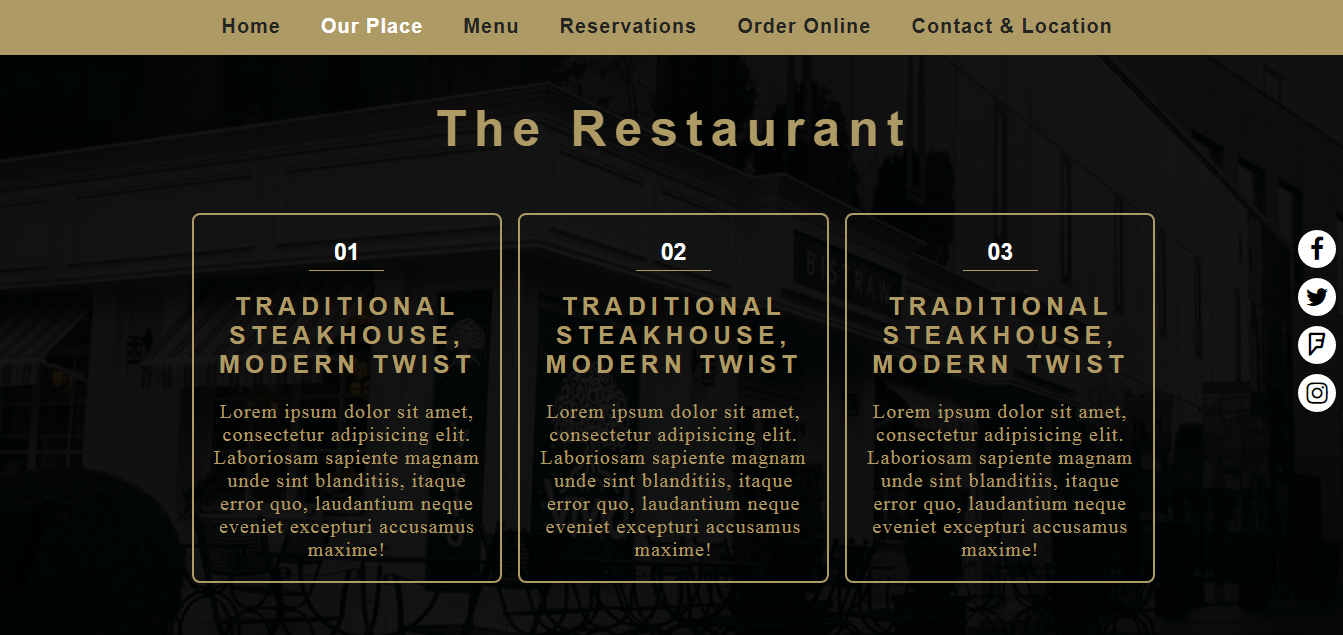 Home Our Place Menu Reservations Order Online Contact & Location
The Restaurant
01
TRADITIONAL
STEAKHOUSE,
MODERN TWIST
Lorem ipsum dolor sit amet,
consectetur adipisicing elit.
Laboriosam sapiente magnam
unde sint blanditiis, itaque
error quo, laudantium neque
eveniet excepturi accusamus
maxime!
02
TRADITIONAL
STEAKHOUSE,
MODERN TWIST
Lorem ipsum dolor sit amet,
consectetur adipisicing elit.
Laboriosam sapiente magnam
unde sint blanditiis, itaque
error quo, laudantium neque
eveniet excepturi accusamus
maxime!
03
TRADITIONAL
STEAKHOUSE,
MODERN TWIST
Lorem ipsum dolor sit amet,
consectetur adipisicing elit.
Laboriosam sapiente magnam
unde sint blanditiis, itaque
error quo, laudantium neque
eveniet excepturi accusamus
maxime!